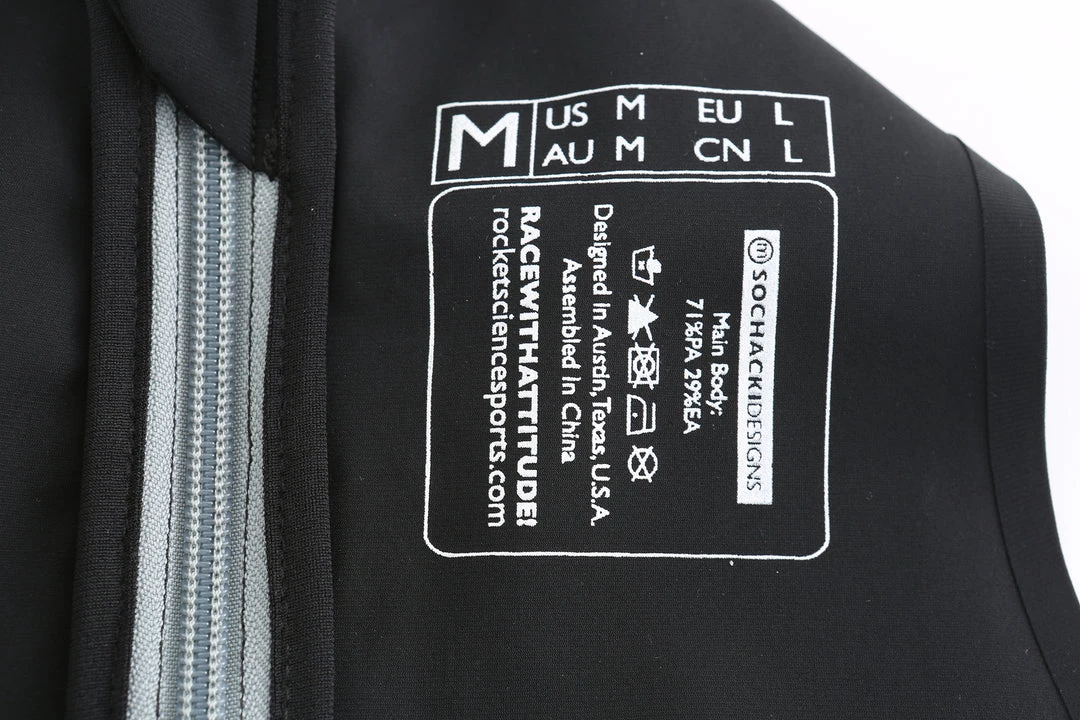 M
US M EU L
AU M CN L
m SOCHACKIDESIGNS
Main Body:
71%PA 29%EA
Designed In Austin, Texas, U.S.A.
Assembled In China
RACEWITHATTITUDE!
rocketsciencesports.com